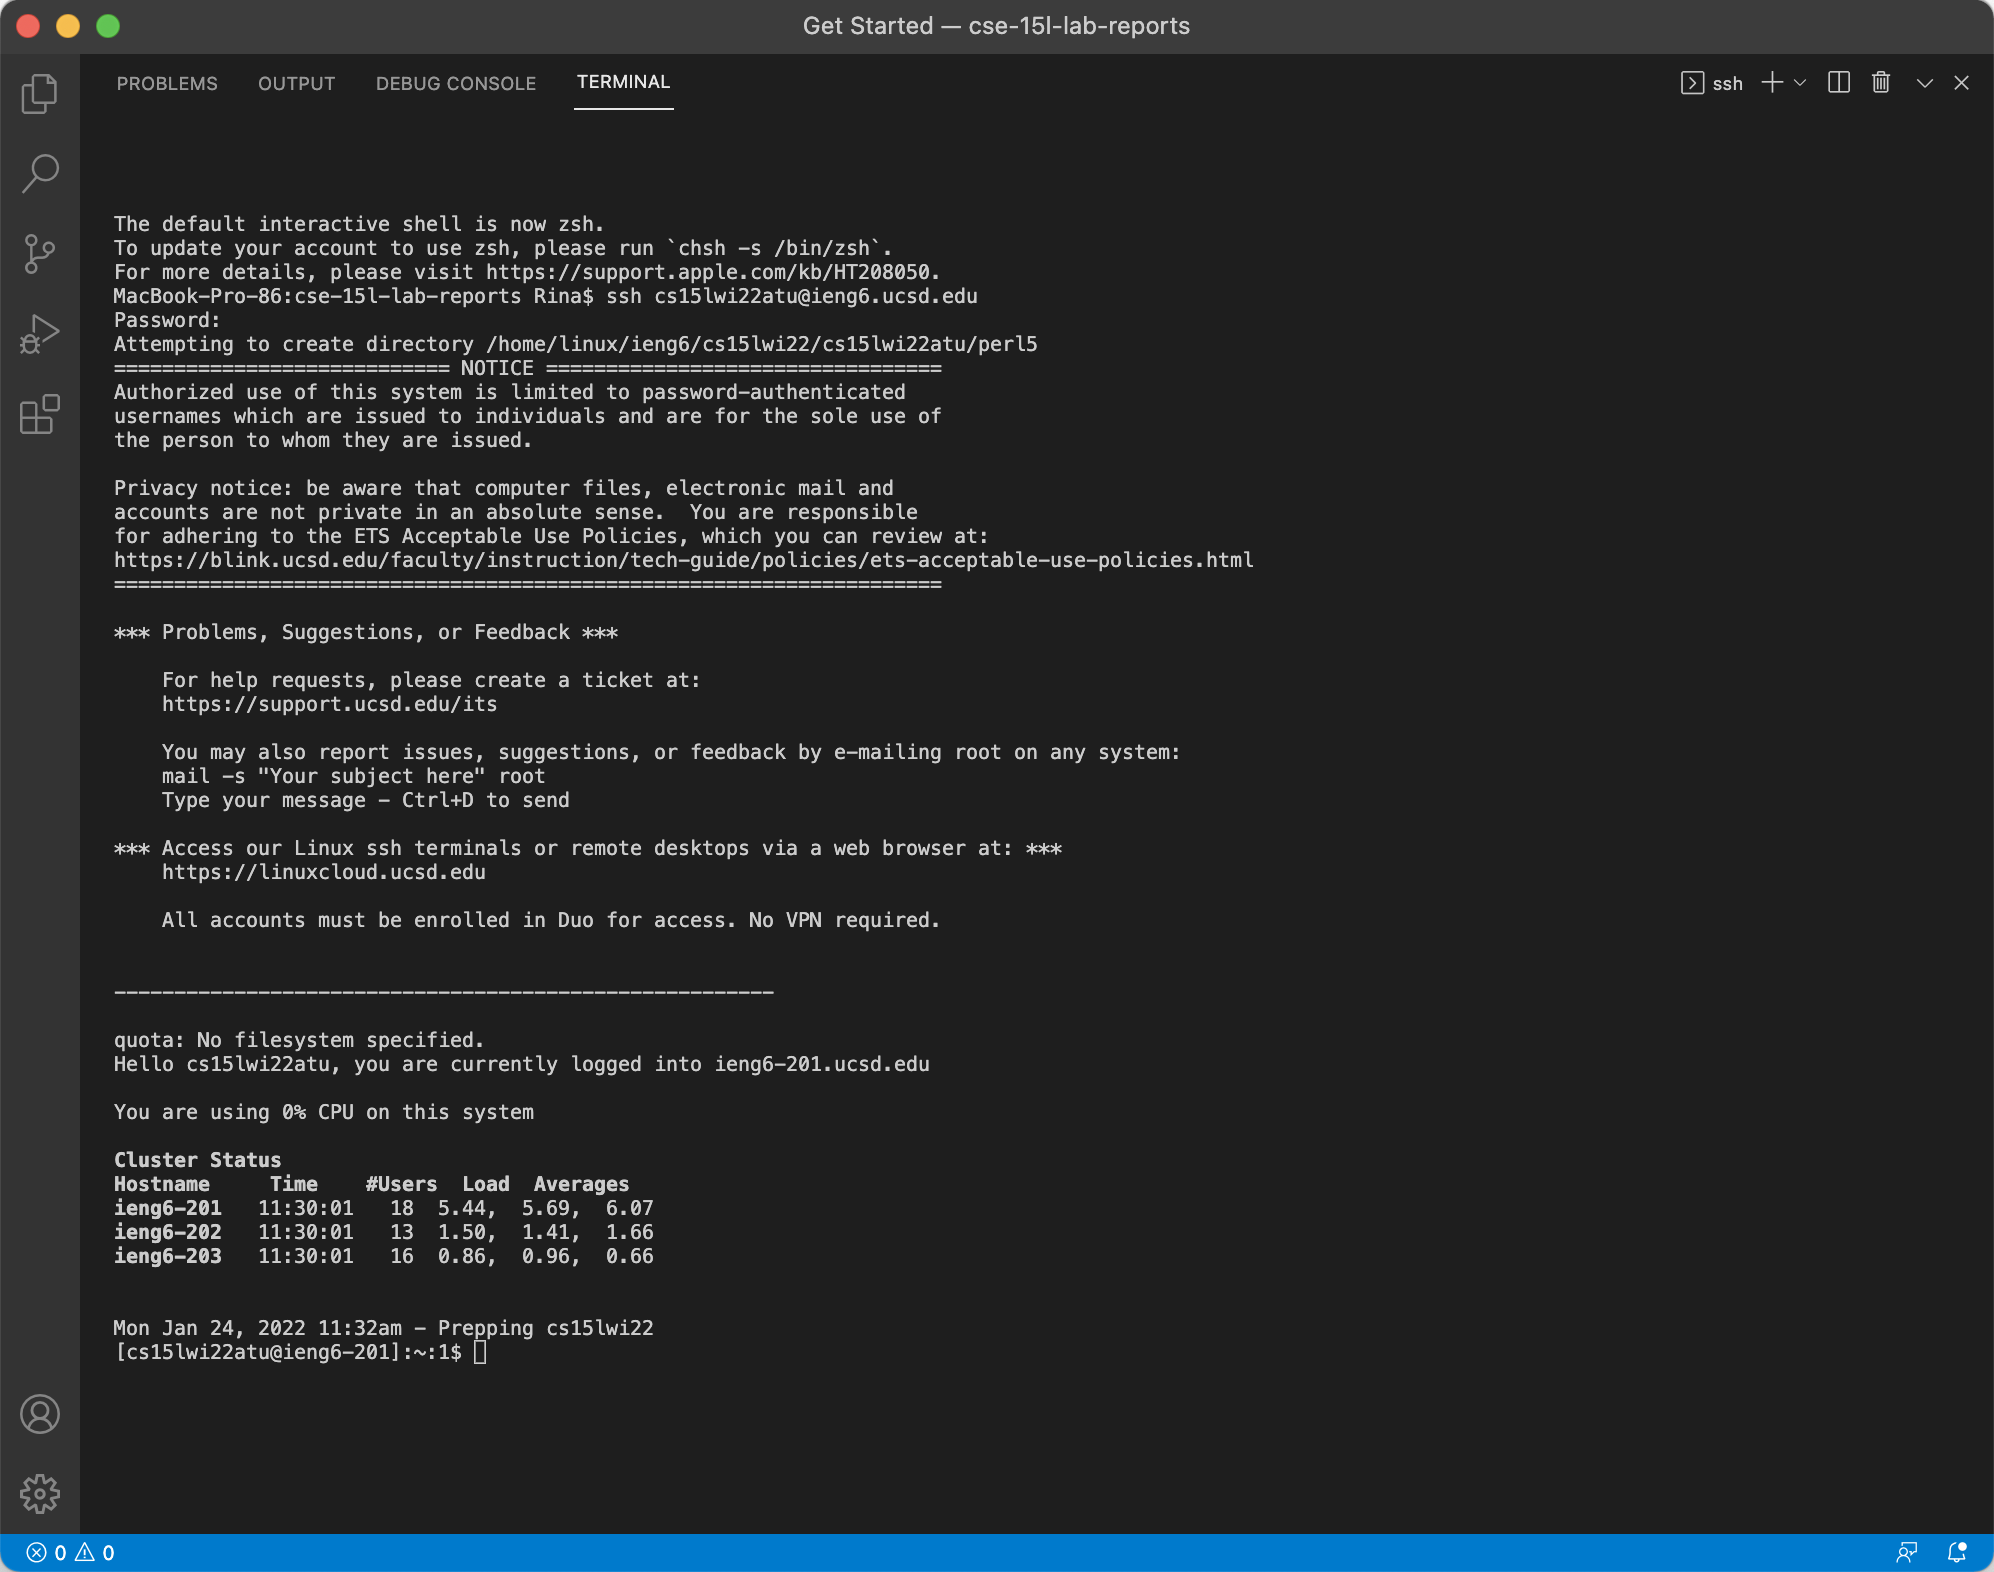 Get Started — cse-15l-lab-reports
PROBLEMS OUTPUT DEBUG CONSOLE TERMINAL ssh
The default interactive shell is now zsh.
To update your account to use zsh, please run `chsh -s /bin/zsh`.
For more details, please visit https://support.apple.com/kb/HT208050.
MacBook-Pro-86:cse-15l-lab-reports Rina$ ssh cs15lwi22atu@ieng6.ucsd.edu
Password:
Attempting to create directory /home/linux/ieng6/cs15lwi22/cs15lwi22atu/perl5
============================ NOTICE =================================
Authorized use of this system is limited to password-authenticated
usernames which are issued to individuals and are for the sole use of
the person to whom they are issued.
Privacy notice: be aware that computer files, electronic mail and
accounts are not private in an absolute sense.  You are responsible
for adhering to the ETS Acceptable Use Policies, which you can review at:
https://blink.ucsd.edu/faculty/instruction/tech-guide/policies/ets-acceptable-use-policies.html
=====================================================================
*** Problems, Suggestions, or Feedback ***
For help requests, please create a ticket at:
https://support.ucsd.edu/its
You may also report issues, suggestions, or feedback by e-mailing root on any system:
mail -s "Your subject here" root
Type your message - Ctrl+D to send
*** Access our Linux ssh terminals or remote desktops via a web browser at: ***
https://linuxcloud.ucsd.edu
All accounts must be enrolled in Duo for access. No VPN required.
-------------------------------------------------------
quota: No filesystem specified.
Hello cs15lwi22atu, you are currently logged into ieng6-201.ucsd.edu
You are using 0% CPU on this system
Cluster Status
Hostname     Time    #Users  Load  Averages
ieng6-201   11:30:01   18  5.44,  5.69,  6.07
ieng6-202   11:30:01   13  1.50,  1.41,  1.66
ieng6-203   11:30:01   16  0.86,  0.96,  0.66
Mon Jan 24, 2022 11:32am - Prepping cs15lwi22
[cs15lwi22atu@ieng6-201]:~:1$
0 0